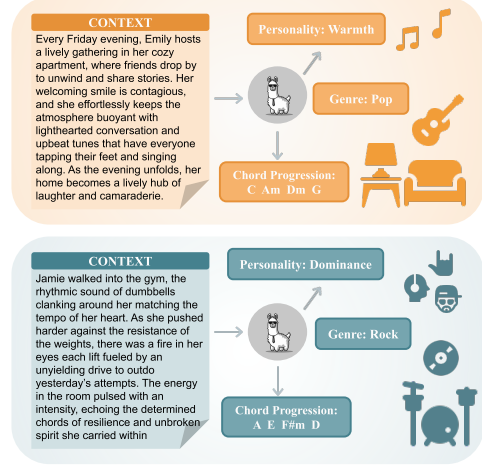 CONTEXT
Every Friday evening, Emily hosts
a lively gathering in her cozy
apartment, where friends drop by
to unwind and share stories. Her
welcoming smile is contagious,
and she effortlessly keeps the
atmosphere buoyant with
lighthearted conversation and
upbeat tunes that have everyone
tapping their feet and singing
along. As the evening unfolds, her
home becomes a lively hub of
laughter and camaraderie.
Personality: Warmth
Genre: Pop
Chord Progression:
C Am Dm G
CONTEXT
Jamie walked into the gym, the
rhythmic sound of dumbbells
clanking around her matching the
tempo of her heart. As she pushed
harder against the resistance of
the weights, there was a fire in her
eyes each lift fueled by an
unyielding drive to outdo
yesterday's attempts. The energy
in the room pulsed with an
intensity, echoing the determined
chords of resilience and unbroken
spirit she carried within
Personality: Dominance
Genre: Rock
Chord Progression:
A E F#m D